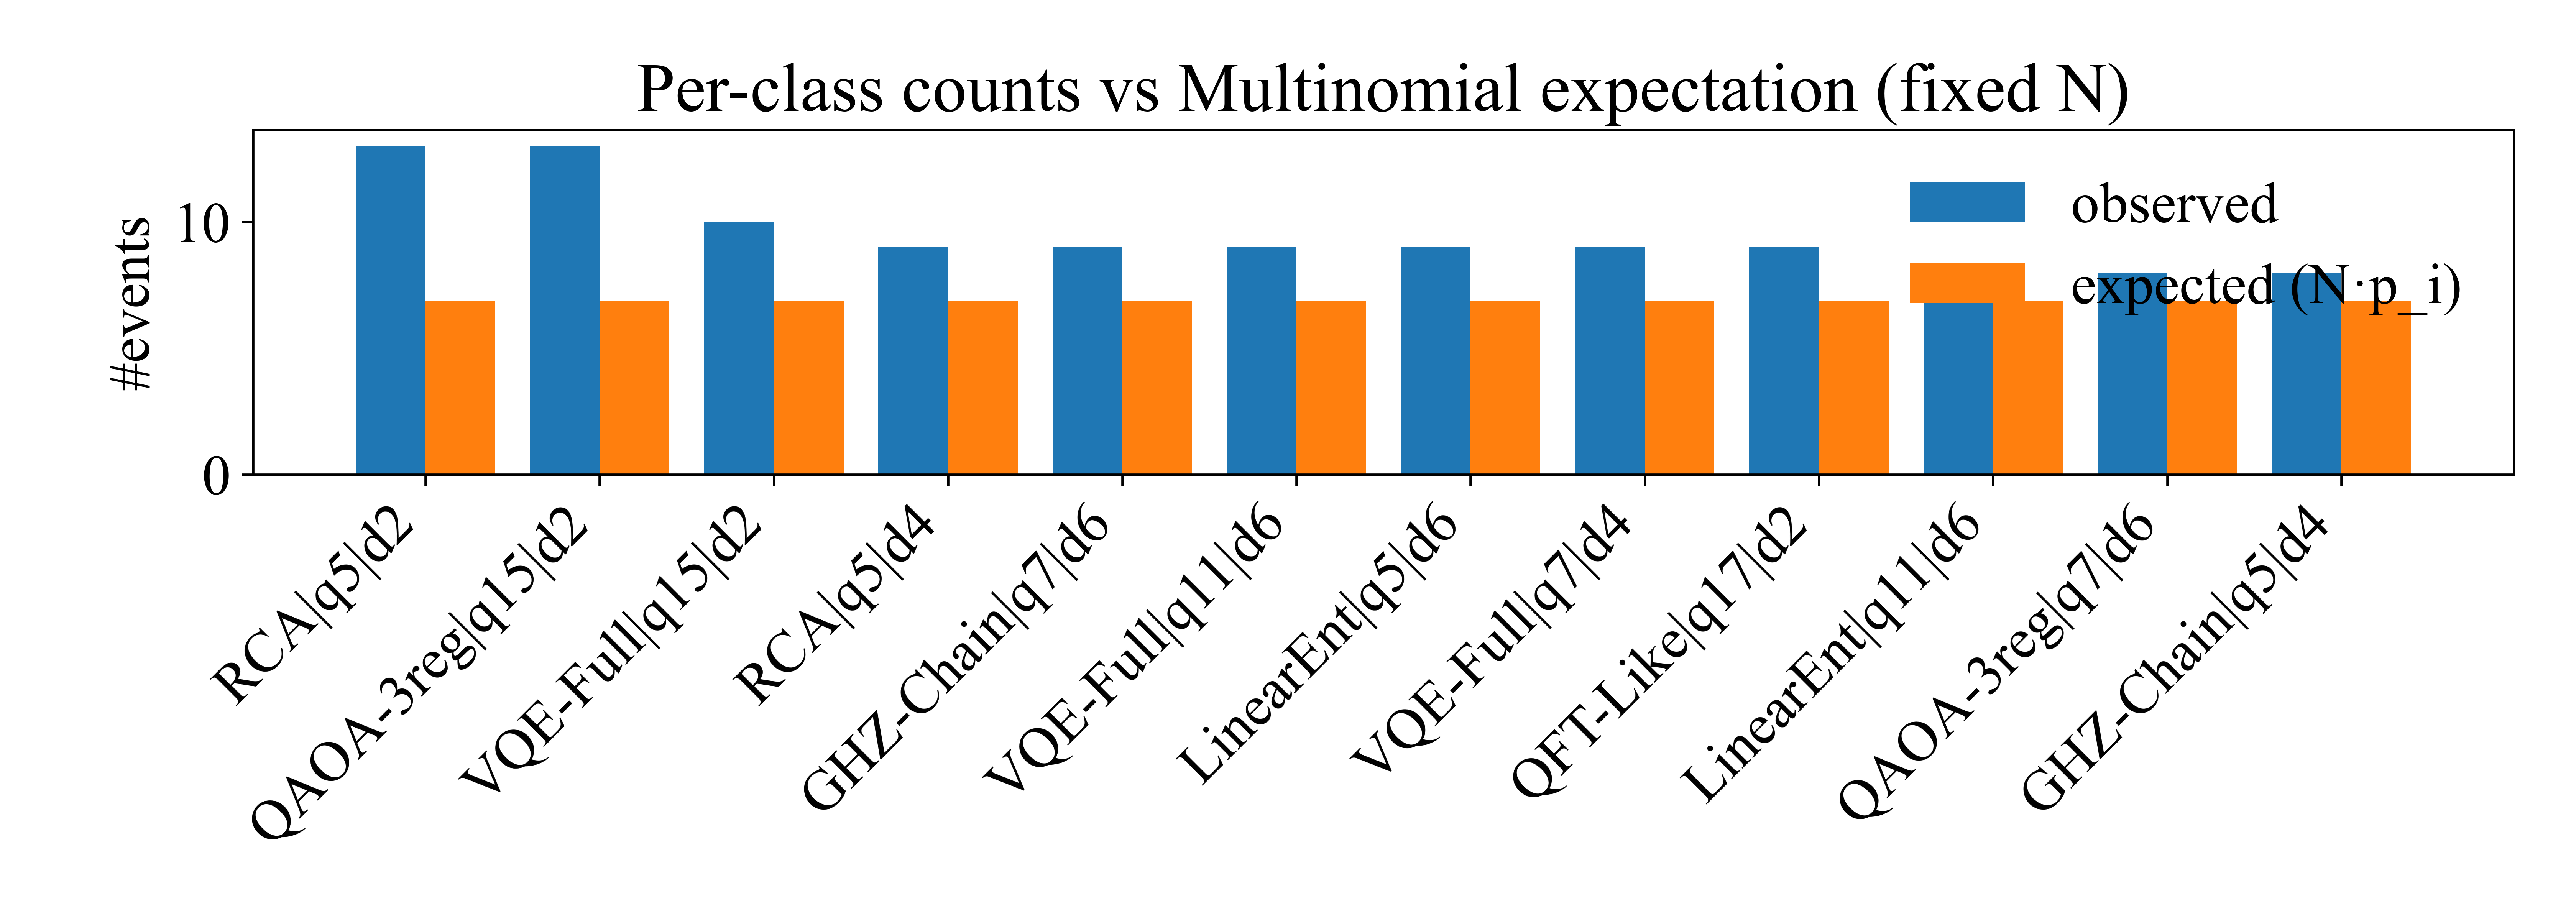 Per-class counts vs Multinomial expectation (fixed N)
#events
10
0
observed
expected (N·p_i)
RCA|q5|d2
QAOA-3reg|q15|d2
VQE-Full|q15|d2
RCA|q5|d4
GHZ-Chain|q7|d6
VQE-Full|q11|d6
LinearEnt|q5|d6
VQE-Full|q7|d4
QFT-Like|q17|d2
LinearEnt|q11|d6
QAOA-3reg|q7|d6
GHZ-Chain|q5|d4